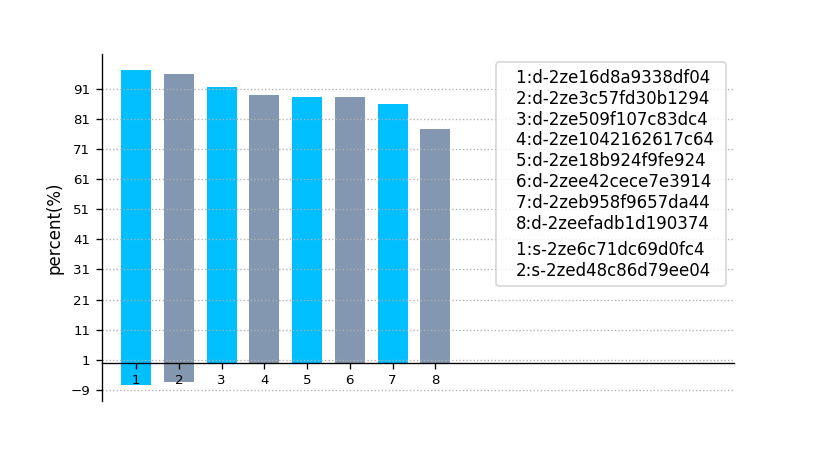 percent(%)
91
81
71
61
51
41
31
21
11
1
−9
1 2 3 4 5 6 7 8
1:d-2ze16d8a9338df04
2:d-2ze3c57fd30b1294
3:d-2ze509f107c83dc4
4:d-2ze1042162617c64
5:d-2ze18b924f9fe924
6:d-2zee42cece7e3914
7:d-2zeb958f9657da44
8:d-2zeefadb1d190374
1:s-2ze6c71dc69d0fc4
2:s-2zed48c86d79ee04